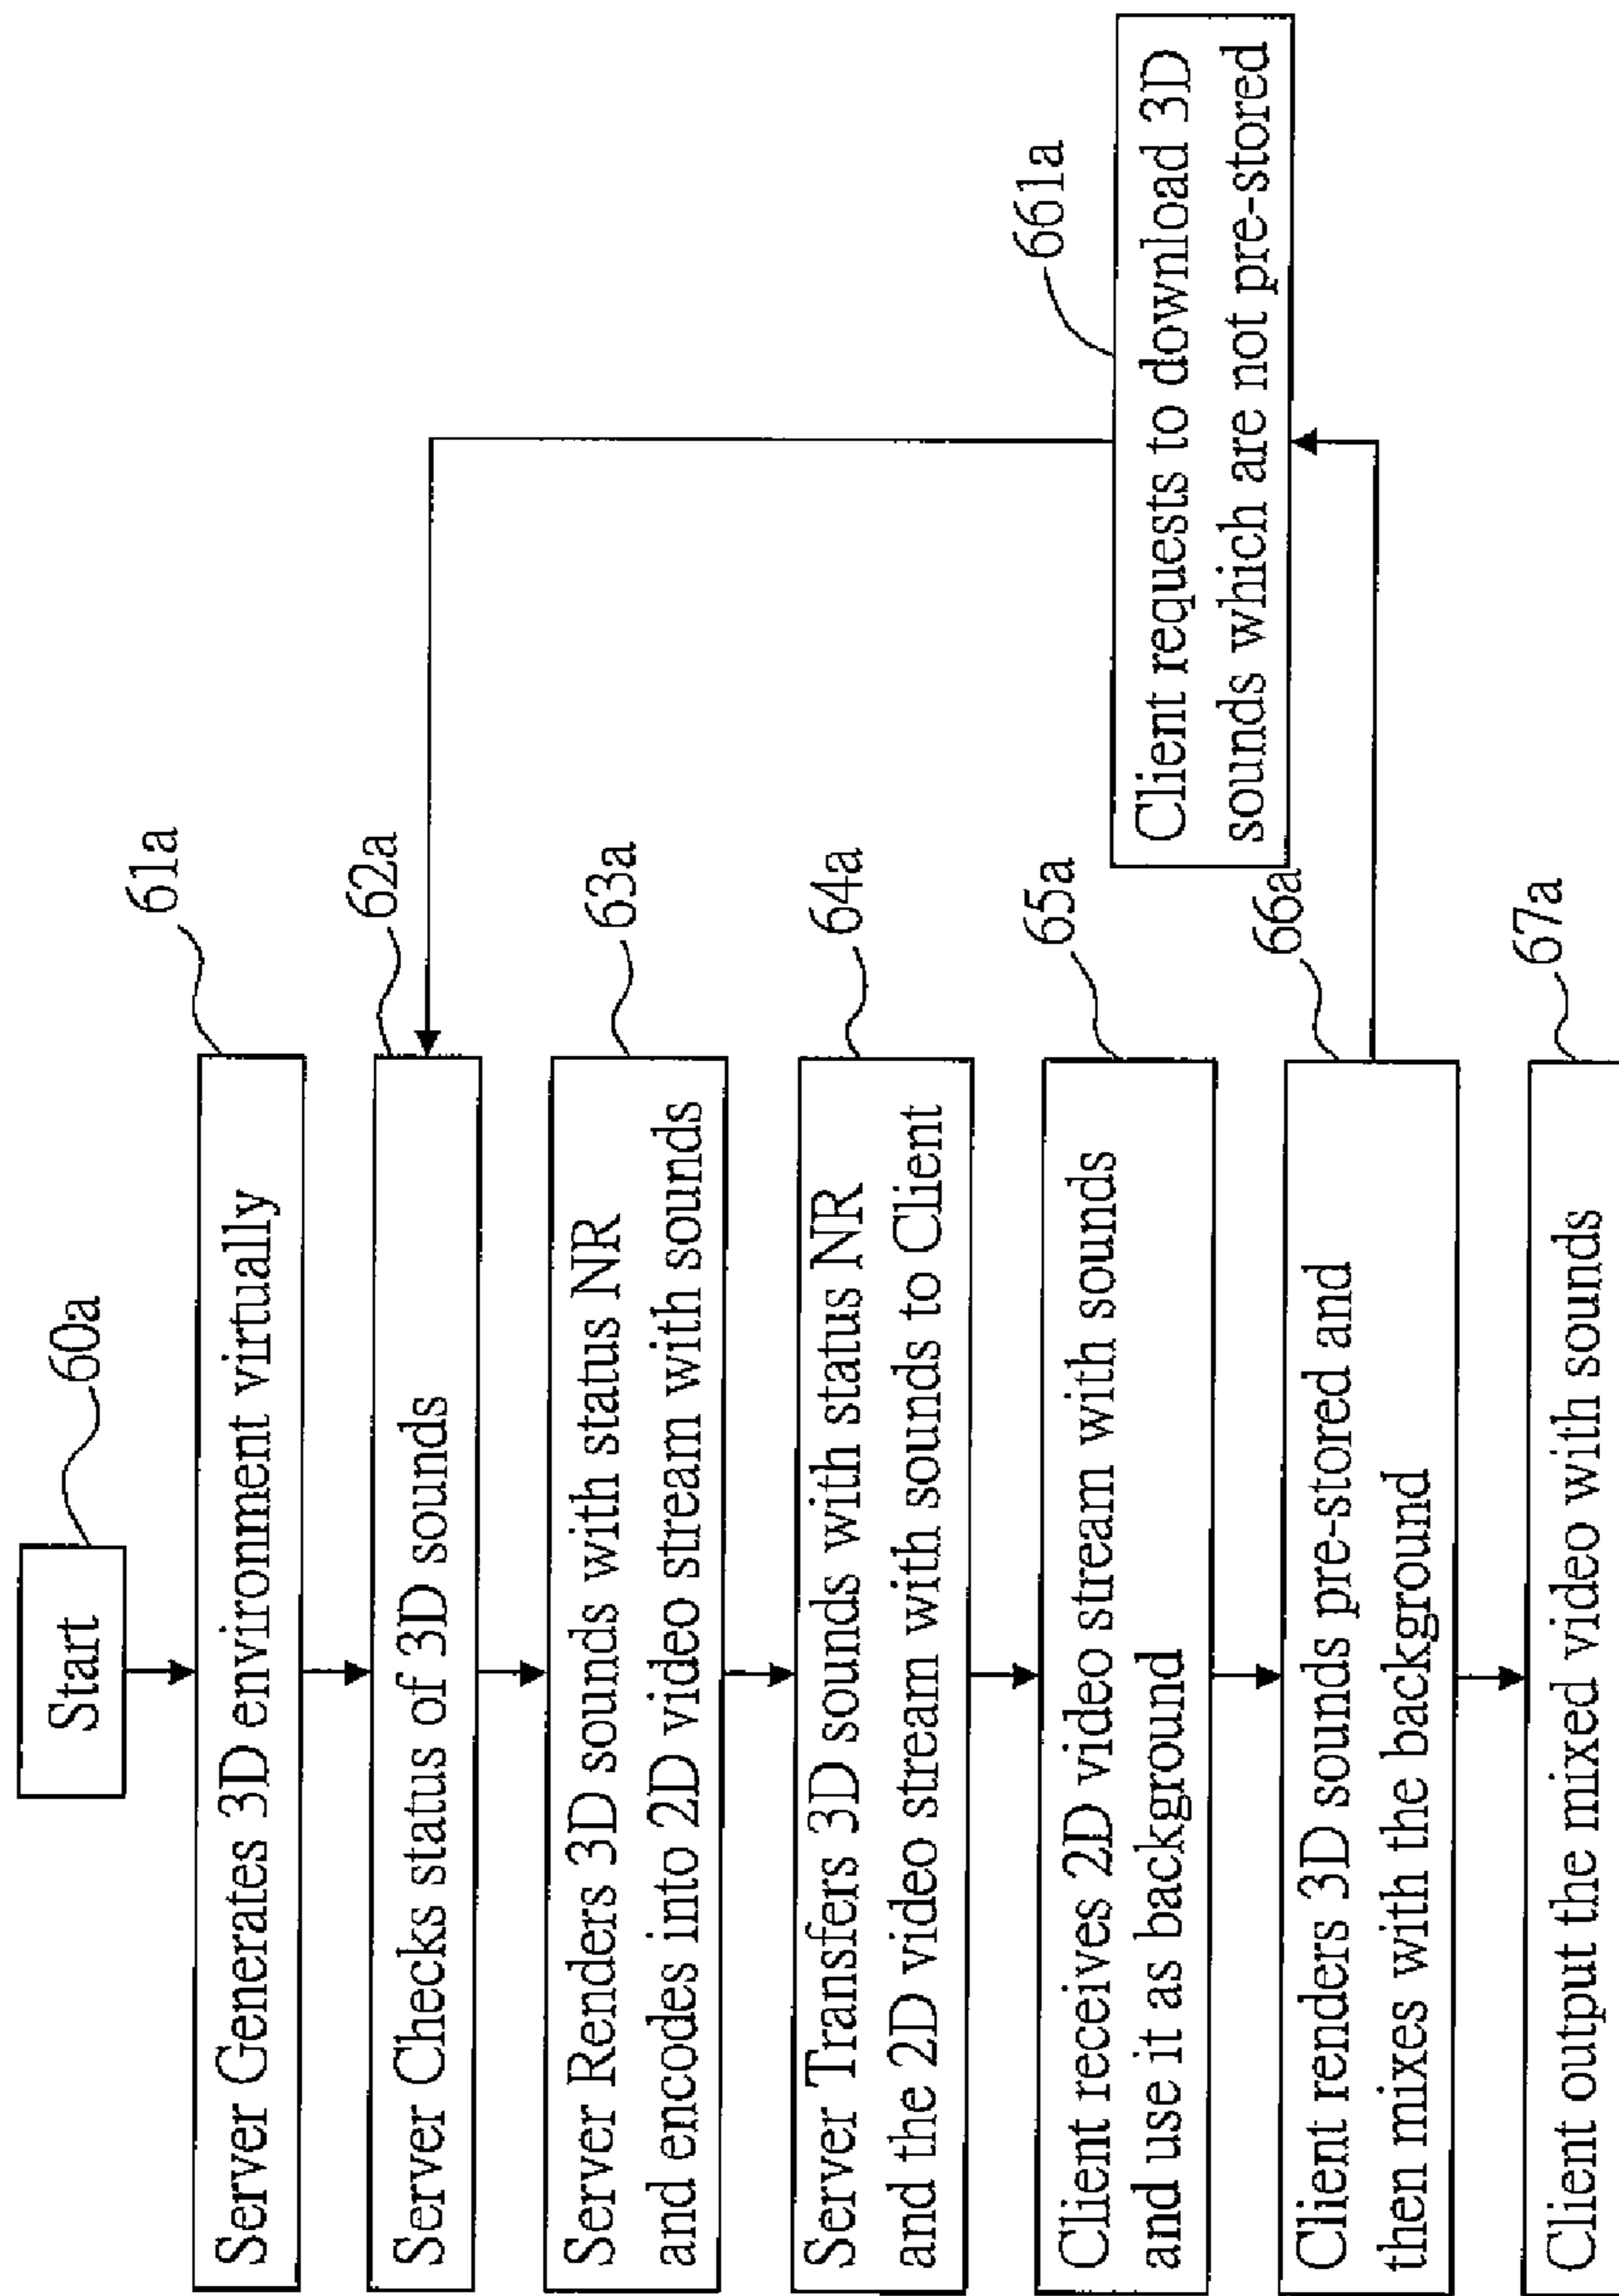 Start
60a
Server Generates 3D environment virtually
61a
Server Checks status of 3D sounds
62a
Server Renders 3D sounds with status NR
and encodes into 2D video stream with sounds
63a
Server Transfers 3D sounds with status NR
and the 2D video stream with sounds to Client
64a
Client receives 2D video stream with sounds
and use it as background
65a
Client renders 3D sounds pre-stored and
then mixes with the background
66a
Client requests to download 3D
sounds which are not pre-stored
661a
Client output the mixed video with sounds
67a